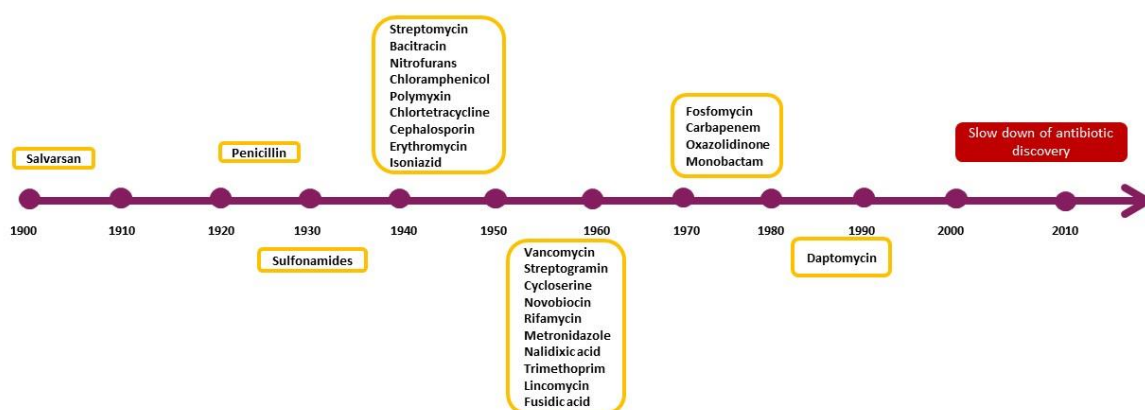 Streptomycin
Bacitracin
Nitrofurans
Chloramphenicol
Polymyxin
Chlortetracycline
Cephalosporin
Erythromycin
Isoniazid
Fosfomycin
Carbapenem
Oxazolidinone
Monobactam
Slow down of antibiotic
discovery
Salvarsan
Penicillin
1900
1910
1920
1930
1940
1950
1960
1970
1980
1990
2000
2010
Sulfonamides
Vancomycin
Streptogramin
Cycloserine
Novobiocin
Rifamycin
Metronidazole
Nalidixic acid
Trimethoprim
Lincomycin
Fusidic acid
Daptomycin